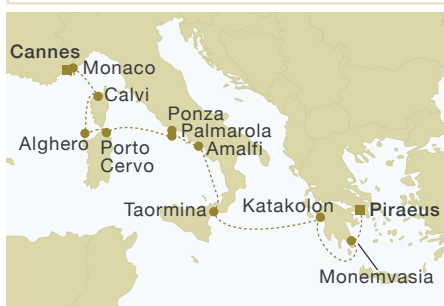 Cannes
Monaco
Calvi
Ponza
Palmarola
Alghero
Porto
Cervo
Amalfi
Taormina
Katakolon
Piraeus
Monemvasia